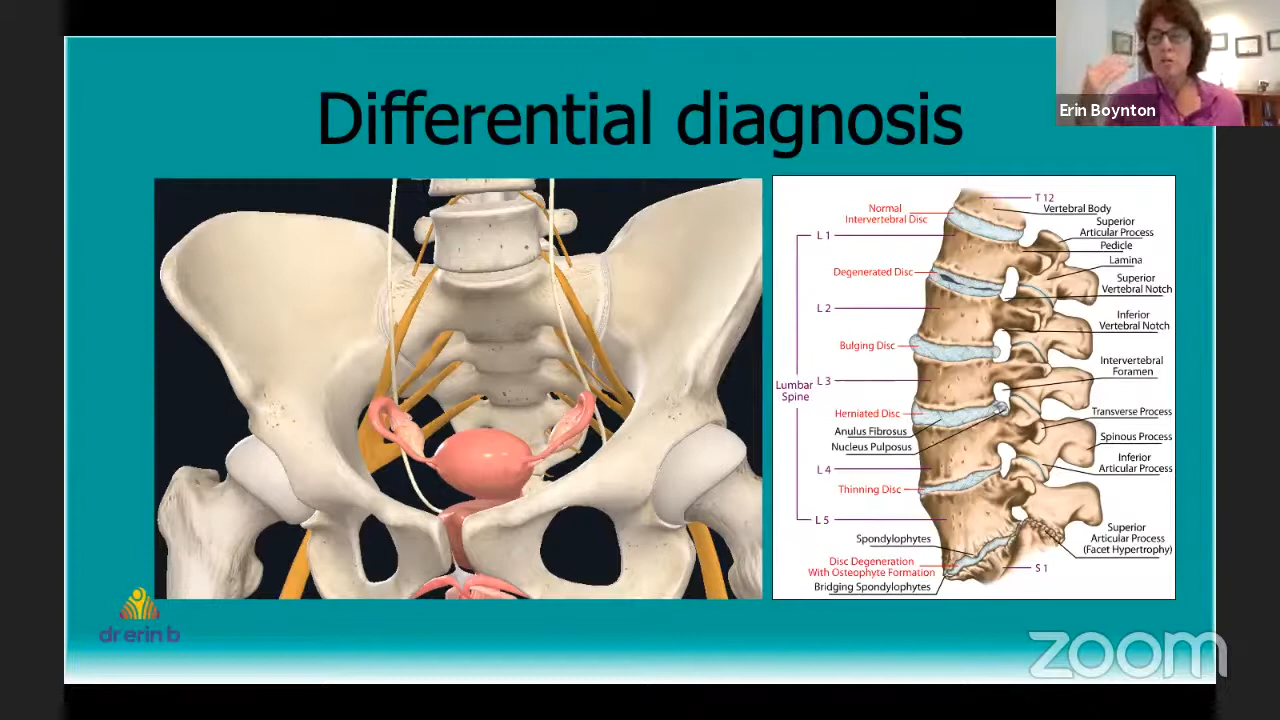 Differential diagnosis
Erin Boynton
T 12
Vertebral Body
Superior
Articular Process
Pedicle
Lamina
Superior
Vertebral Notch
Inferior
Vertebral Notch
Intervertebral
Foramen
Transverse Process
Spinous Process
Inferior
Articular Process
Superior
Articular Process
(Facet Hypertrophy)
S 1
Normal
Intervertebral Disc
L 1
Degenerated Disc
L 2
Bulging Disc
Lumbar
Spine
L 3
Herniated Disc
Anulus Fibrosus
Nucleus Pulposus
L 4
Thinning Disc
L 5
Spondylophytes
Disc Degeneration
With Osteophyte Formation
Bridging Spondylophytes
dr erin b
zoom